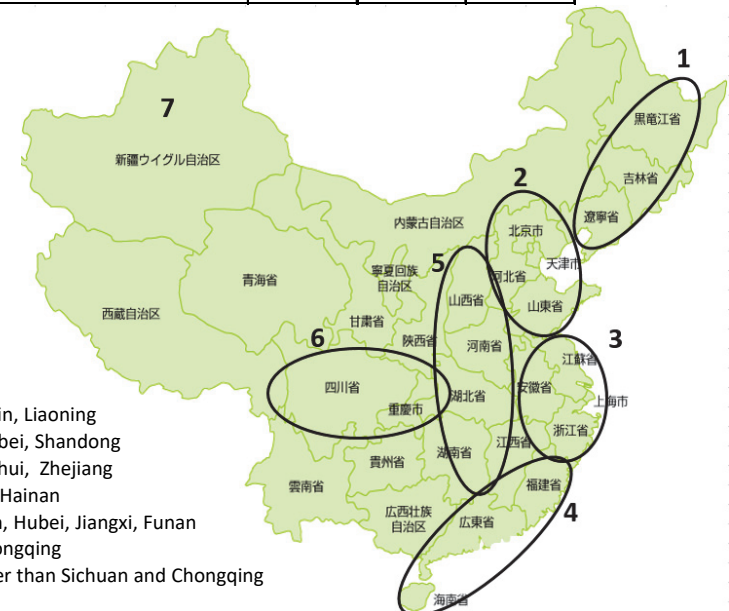 1
黒竜江省
7
新疆ウイグル自治区
吉林省
2
遼寧省
内蒙古自治区
北京市
5
天津市
寧夏回族
自治区
河北省
青海省
山西省
山東省
西蔵自治区
甘粛省
6
陝西省
河南省
3
江蘇省
四川省
安徽省
湖北省
重慶市
上海市
in, Liaoning
浙江省
bei, Shandong
江西省
湖南省
貴州省
hui, Zhejiang
雲南省
福建省
Hainan
広西壮族
自治区
広東省
4
, Hubei, Jiangxi, Funan
ongqing
er than Sichuan and Chongqing
海南省